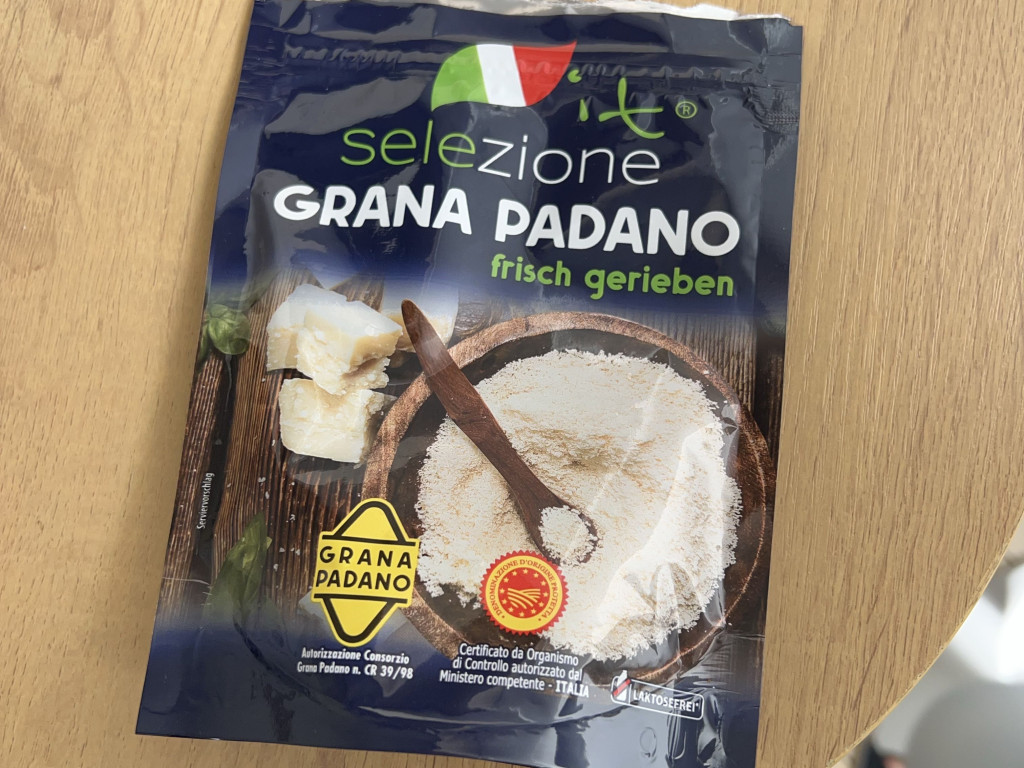 it®
selezione
GRANA PADANO
frisch gerieben
Serviervorschlag
GRANA
PADANO
Autorizzazione Consorzio
Grana Padano n. CR 39/98
DENOMINAZIONE D'ORIGINE PROTETTA
Certificato da Organismo
di Controllo autorizzato dal
Ministero competente - ITALIA
LAKTOSEFREI*